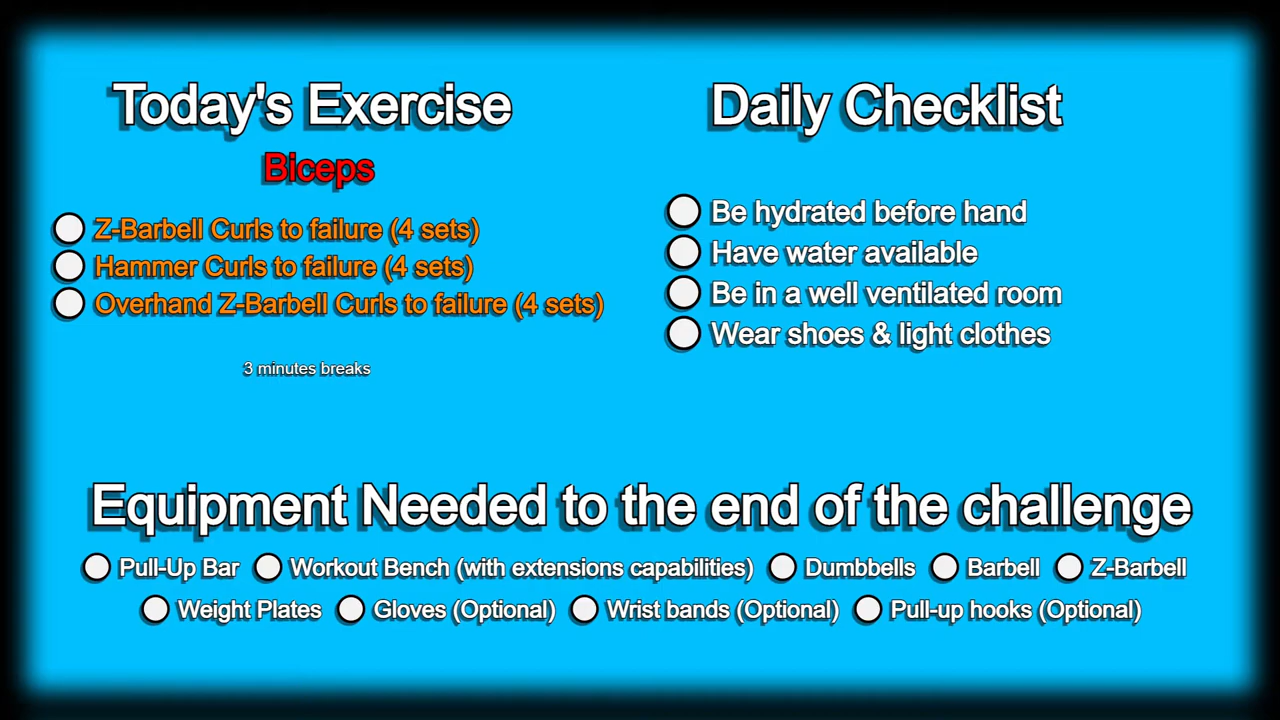 Today's Exercise
Biceps
Z-Barbell Curls to failure (4 sets)
Hammer Curls to failure (4 sets)
Overhand Z-Barbell Curls to failure (4 sets)
3 minutes breaks
Daily Checklist
Be hydrated before hand
Have water available
Be in a well ventilated room
Wear shoes & light clothes
Equipment Needed to the end of the challenge
Pull-Up Bar Workout Bench (with extensions capabilities) Dumbbells Barbell Z-Barbell
Weight Plates Gloves (Optional) Wrist bands (Optional) Pull-up hooks (Optional)